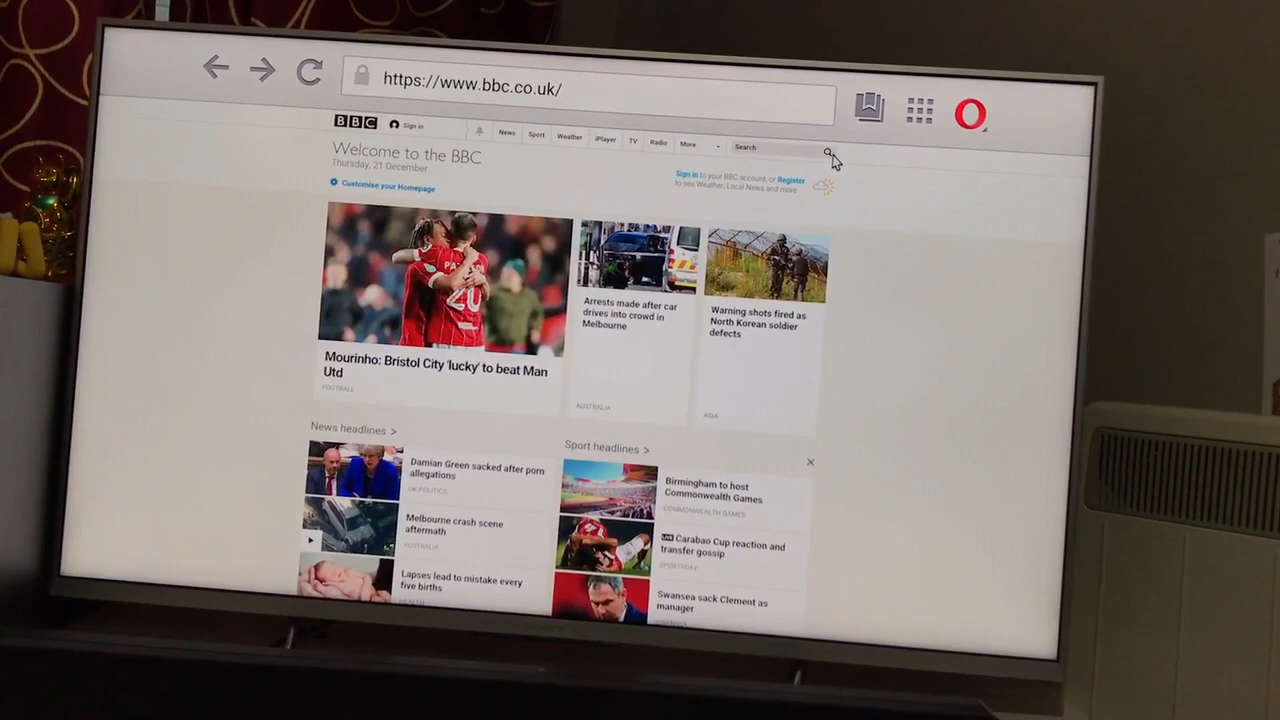 https://www.bbc.co.uk/
BBC Sign in News Sport Weather iPlayer TV Radio More Search
Welcome to the BBC
Thursday, 21 December
Customise your Homepage
Sign in to your BBC account, or Register
to see Weather, Local News and more
PA
20
Mourinho: Bristol City 'lucky' to beat Man
Utd
FOOTBALL
Arrests made after car
drives into crowd in
Melbourne
AUSTRALIA
Warning shots fired as
North Korean soldier
defects
ASIA
News headlines >
Damian Green sacked after porn
allegations
UK POLITICS
Melbourne crash scene
aftermath
AUSTRALIA
Lapses lead to mistake every
five births
HEALTH
Sport headlines >
Birmingham to host
Commonwealth Games
COMMONWEALTH GAMES
LIVE Carabao Cup reaction and
transfer gossip
SPORTSDAY
Swansea sack Clement as
manager